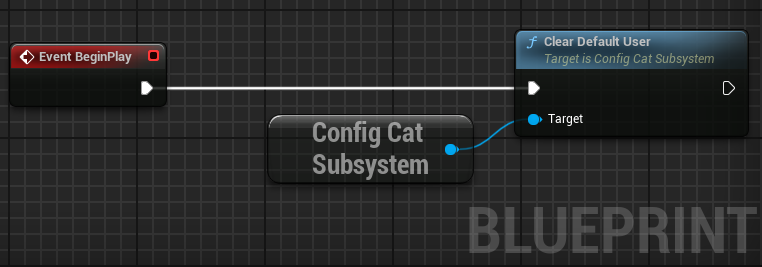 Event BeginPlay
Clear Default User
Target is Config Cat Subsystem
Target
Config Cat
Subsystem
BLUEPRINT